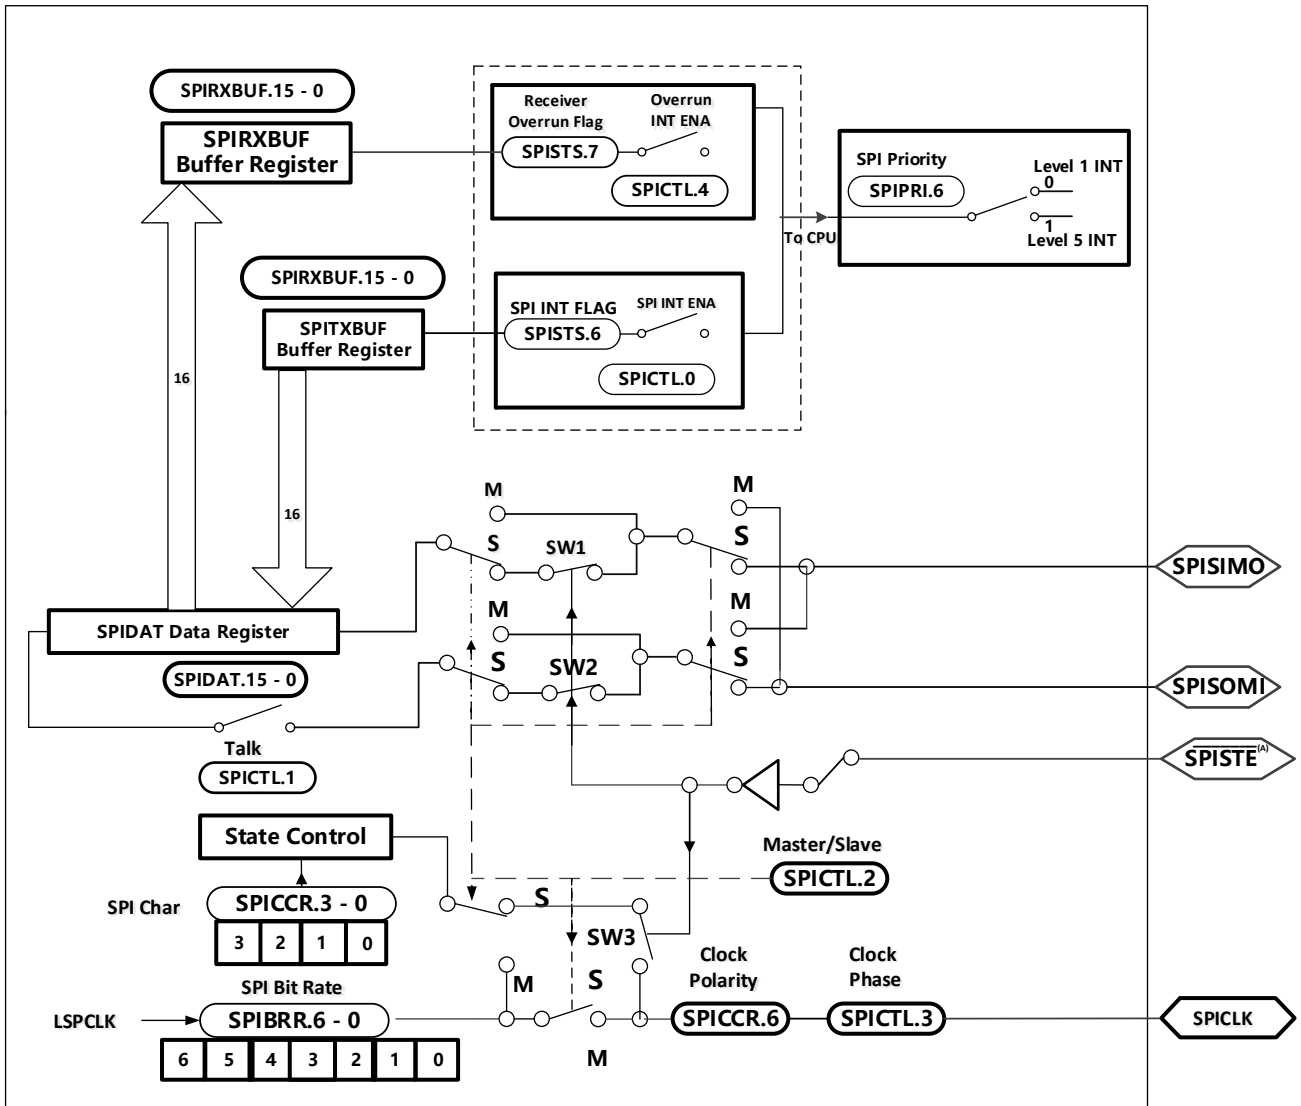 SPIRXBUF.15 - 0
SPIRXBUF
Buffer Register
Receiver
Overrun Flag
Overrun
INT ENA
SPISTS.7
SPICTL.4
SPI Priority
SPIPRI.6
Level 1 INT
0
1
Level 5 INT
To CPU
SPIRXBUF.15 - 0
SPITXBUF
Buffer Register
SPI INT FLAG
SPI INT ENA
SPISTS.6
SPICTL.0
16
16
M
S
SW1
M
S
SPISIMO
SPIDAT Data Register
SPIDAT.15 - 0
M
S
SW2
M
S
SPISOMI
Talk
SPICTL.1
SPISTE(A)
State Control
Master/Slave
SPICTL.2
SPI Char
SPICCR.3 - 0
3 2 1 0
S
SW3
M
S
M
Clock
Polarity
Clock
Phase
SPI Bit Rate
LSPCLK
SPIBRR.6 - 0
6 5 4 3 2 1 0
SPICCR.6
SPICTL.3
SPICLK